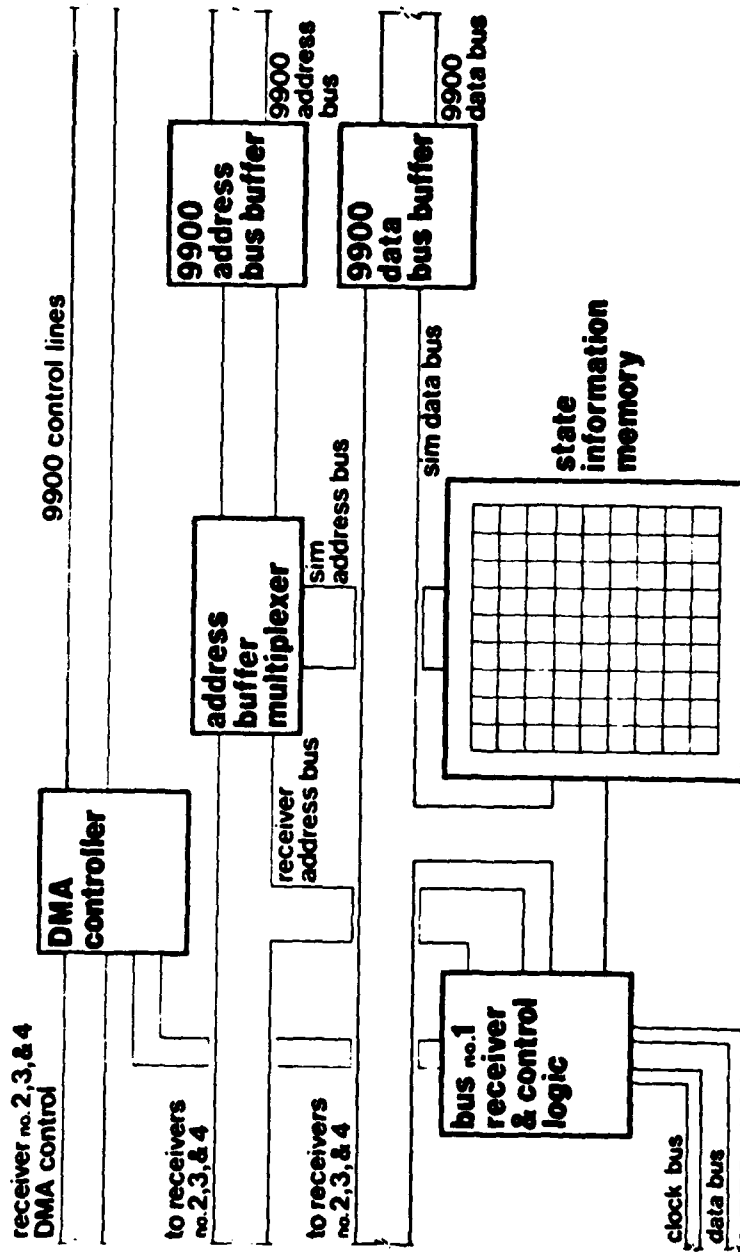 receiver no.2,3,& 4
DMA control
DMA
controller
9900 control lines
to receivers
no.2,3,& 4
receiver
address bus
address
buffer
multiplexer
sim
address bus
9900
address
bus buffer
9900
address
bus
to receivers
no.2,3,& 4
sim data bus
9900
data
bus buffer
9900
data bus
bus no.1
receiver
& control
logic
state
information
memory
clock bus
data bus